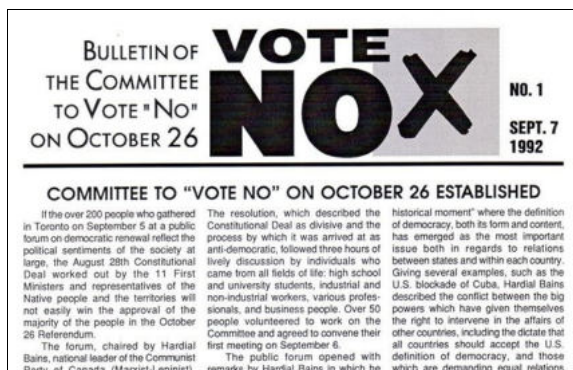 BULLETIN OF
THE COMMITTEE
TO VOTE "NO"
ON OCTOBER 26
VOTE
NO X
NO. 1
SEPT. 7
1992
COMMITTEE TO “VOTE NO” ON OCTOBER 26 ESTABLISHED
If the over 200 people who gathered
in Toronto on September 5 at a public
forum on democratic renewal reflect the
political sentiments of the society at
large, the August 28th Constitutional
Deal worked out by the 11 First
Ministers and representatives of the
Native people and the territories will
not easily win the approval of the
majority of the people in the October
26 Referendum.
The forum, chaired by Hardial
Bains, national leader of the Communist
Party of Canada (Marxist-Leninist),
The resolution, which described the
Constitutional Deal as divisive and the
process by which it was arrived at as
anti-democratic, followed three hours of
lively discussion by individuals who
came from all fields of life: high school
and university students, industrial and
non-industrial workers, various profes-
sionals, and business people. Over 50
people volunteered to work on the
Committee and agreed to convene their
first meeting on September 6.
The public forum opened with
remarks by Hardial Bains in which he
historical moment" where the definition
of democracy, both its form and content,
has emerged as the most important
issue both in regards to relations
between states and within each country.
Giving several examples, such as the
U.S. blockade of Cuba, Hardial Bains
described the conflict between the big
powers which have given themselves
the right to intervene in the affairs of
other countries, including the dictate that
all countries should accept the U.S.
definition of democracy, and those
which are demanding equal relations